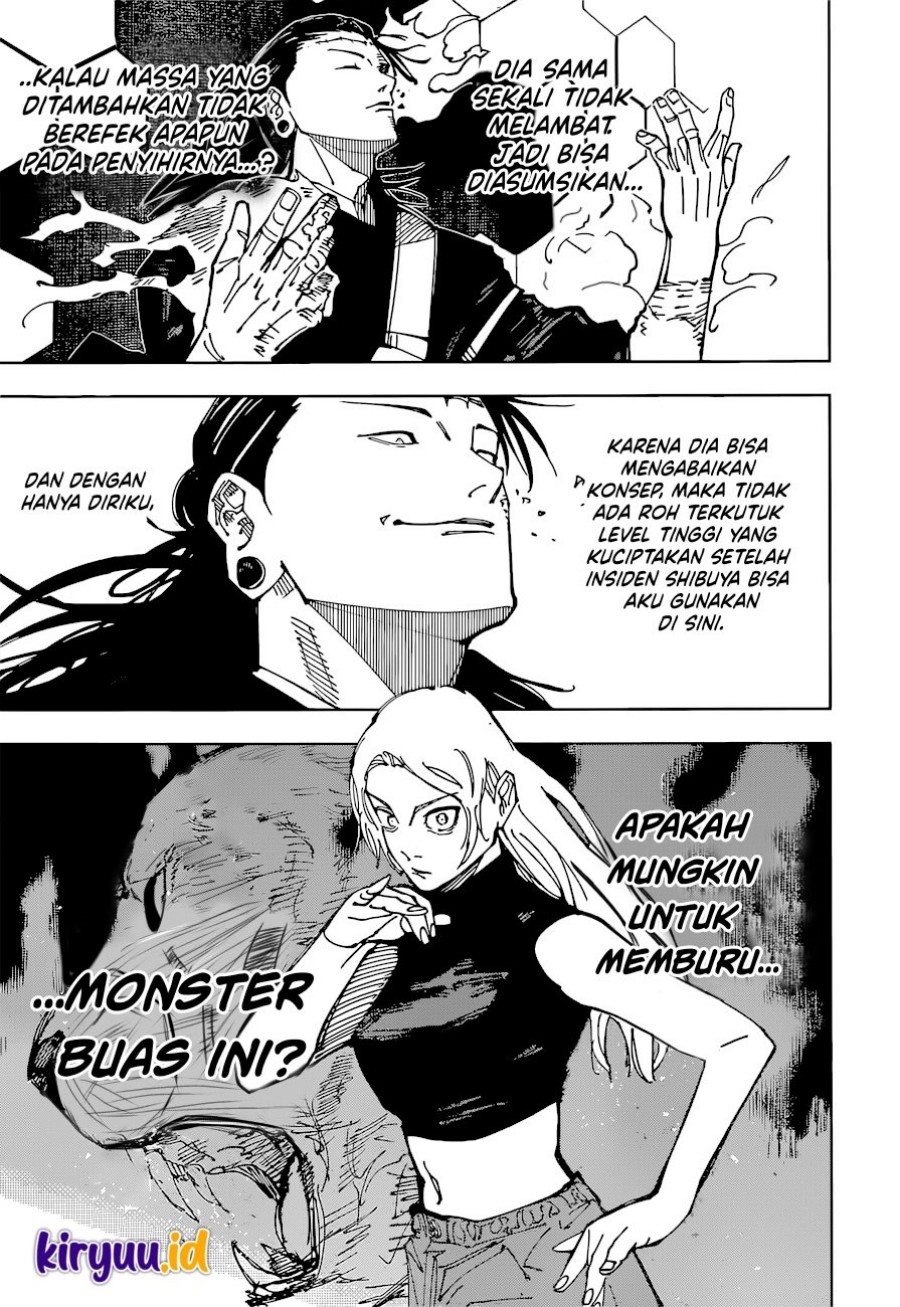 DIA SAMA
SEKALI TIDAK
MELAMBAT.
JADI BISA
DIASUMSIKAN...
..KALAU MASSA YANG
DITAMBAHKAN TIDAK
BEREFEK APAPUN
PADA PENYIHIRNYA...?
KARENA DIA BISA
MENGABAIKAN
KONSEP, MAKA TIDAK
ADA ROH TERKUTUK
LEVEL TINGGI YANG
KUCIPTAKAN SETELAH
INSIDEN SHIBUYA BISA
AKU GUNAKAN
DI SINI.
DAN DENGAN
HANYA DIRIKU,
APAKAH
MUNGKIN
UNTUK
MEMBURU...
...MONSTER
BUAS INI?
kiryuu.id